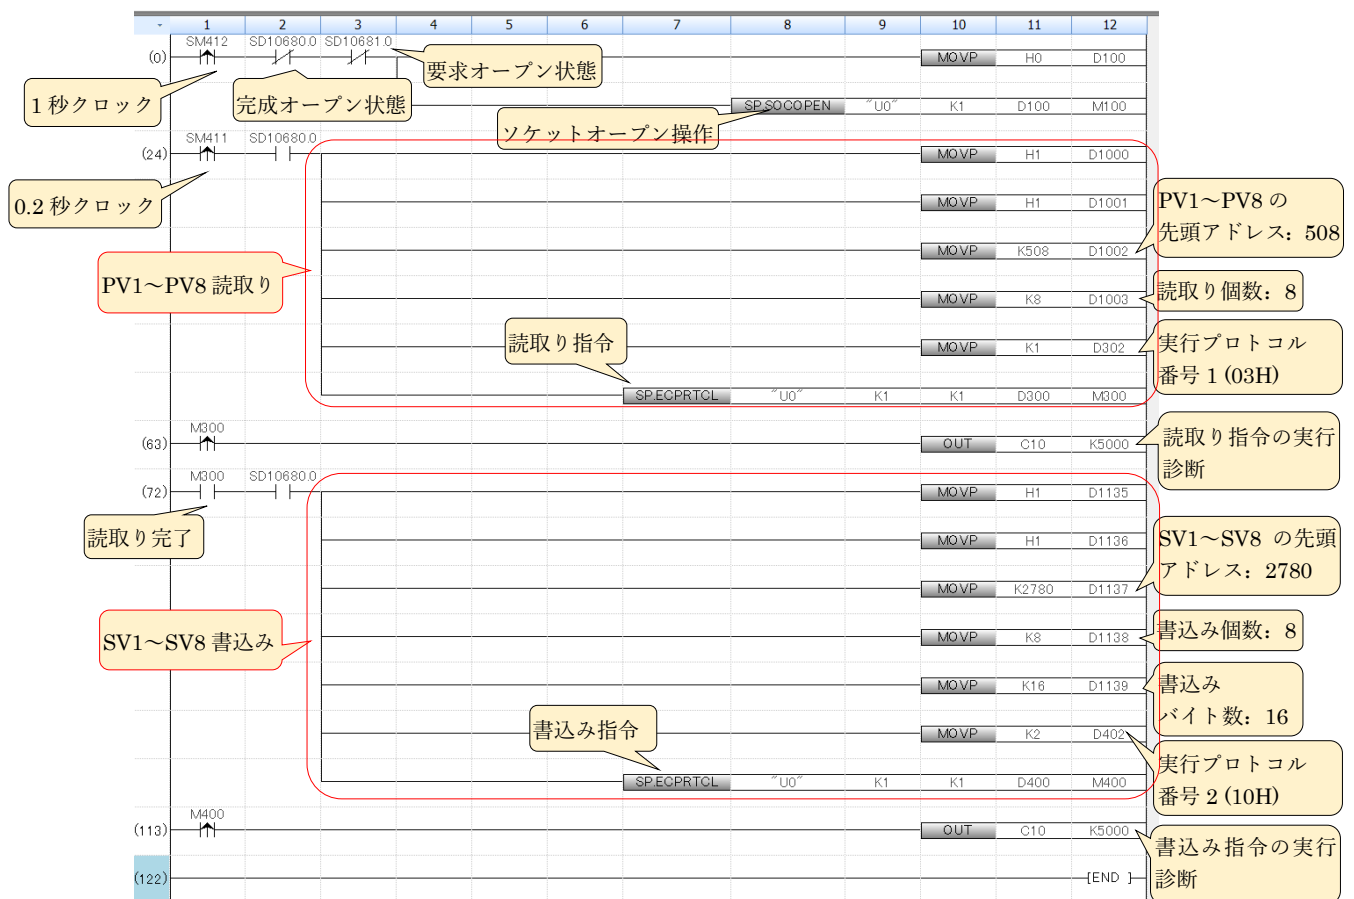 1 2 3 4 5 6 7 8 9 10 11 12
SM412 SD10680.0 SD10681.0
(0) MOVP H0 D100
要求オープン状態
1 秒クロック
完成オープン状態
SP.SOCOPEN "U0" K1 D100 M100
ソケットオープン操作
SM411 SD10680.0
(24) MOVP H1 D1000
0.2 秒クロック
MOVP H1 D1001
PV1～PV8 の
先頭アドレス: 508
MOVP K508 D1002
PV1～PV8 読取り
MOVP K8 D1003
読取り個数: 8
読取り指令
MOVP K1 D302
実行プロトコル
番号 1 (03H)
SP.ECPRTCL "U0" K1 K1 D300 M300
M300
(63) OUT C10 K5000
読取り指令の実行
診断
M300 SD10680.0
(72) MOVP H1 D1135
読取り完了
MOVP H1 D1136
SV1～SV8 の先頭
アドレス: 2780
MOVP K2780 D1137
SV1～SV8 書込み
MOVP K8 D1138
書込み個数: 8
MOVP K16 D1139
書込み
バイト数: 16
書込み指令
MOVP K2 D402
実行プロトコル
番号 2 (10H)
SP.ECPRTCL "U0" K1 K1 D400 M400
M400
(113) OUT C10 K5000
書込み指令の実行
診断
(122) [END ]